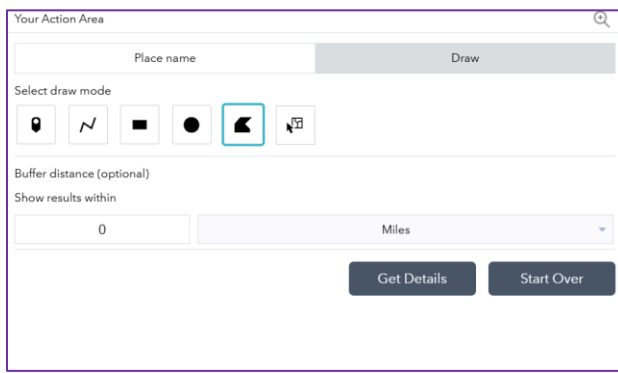 Your Action Area
Place name Draw
Select draw mode
Buffer distance (optional)
Show results within
0 Miles
Get Details Start Over